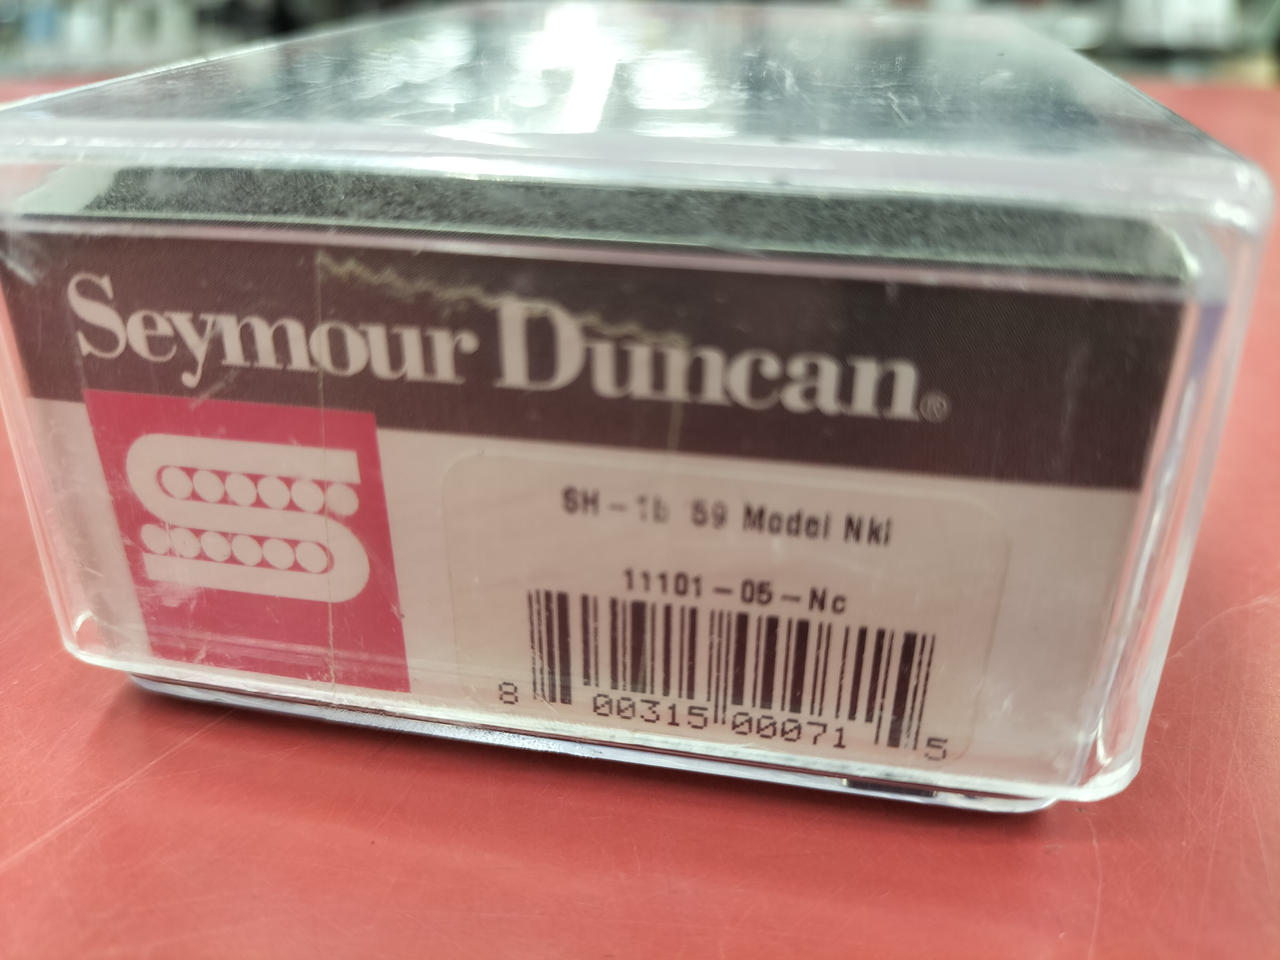 Seymour Duncan®
SH-1b 59 Model Nkl
11101-05-Nc
8 00315 00071 5